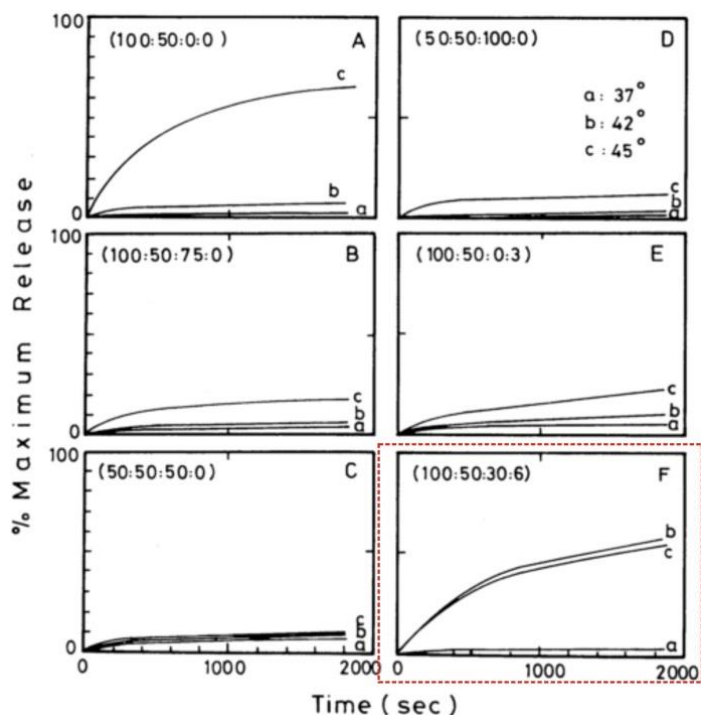 % Maximum Release
100
0
(100:50:0:0)
A
c
b
a
(50:50:100:0)
D
a : 37°
b : 42°
c : 45°
c
b
a
100
0
(100:50:75:0)
B
c
b
a
(100:50:0:3)
E
c
b
a
100
0
(50:50:50:0)
C
c
b
a
0
1000
2000
(100:50:30:6)
F
b
c
a
0
1000
2000
Time (sec)